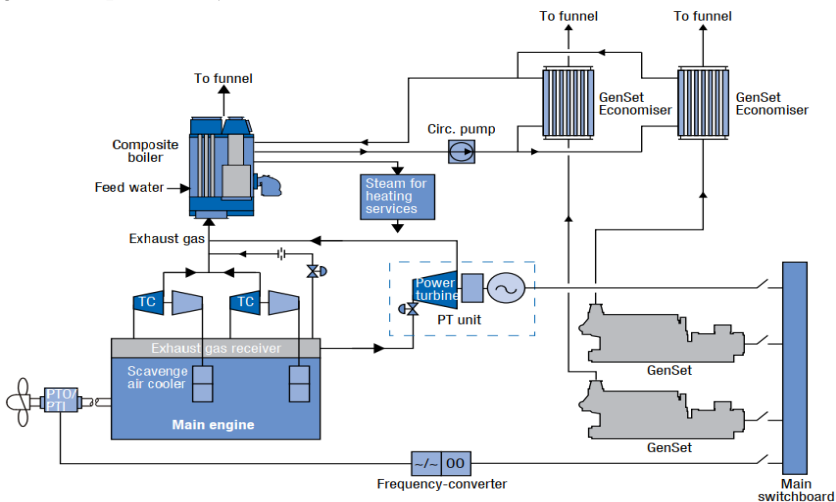 To funnel
To funnel
To funnel
GenSet
Economiser
GenSet
Economiser
Circ. pump
Composite
boiler
Feed water
Steam for
heating
services
Exhaust gas
Power
turbine
PT unit
TC
TC
Exhaust gas receiver
Scavenge
air cooler
GenSet
PTO/
PTI
Main engine
GenSet
~/~ 00
Frequency-converter
Main
switchboard